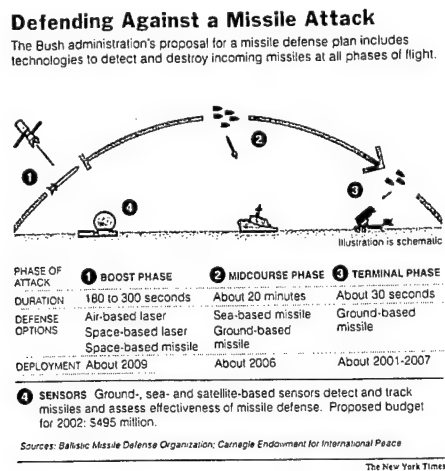 Defending Against a Missile Attack
The Bush administration's proposal for a missile defense plan includes
technologies to detect and destroy incoming missiles at all phases of flight.
2
1
4
3
Illustration is schematic
PHASE OF ATTACK 1 BOOST PHASE 2 MIDCOURSE PHASE 3 TERMINAL PHASE
DURATION 180 to 300 seconds About 20 minutes About 30 seconds
DEFENSE OPTIONS Air-based laser Sea-based missile Ground-based
Space-based laser Ground-based missile
Space-based missile missile
DEPLOYMENT About 2009 About 2006 About 2001-2007
4 SENSORS Ground-, sea- and satellite-based sensors detect and track
missiles and assess effectiveness of missile defense. Proposed budget
for 2002: $495 million.
Sources: Ballistic Missile Defense Organization; Carnegie Endowment for International Peace
The New York Times